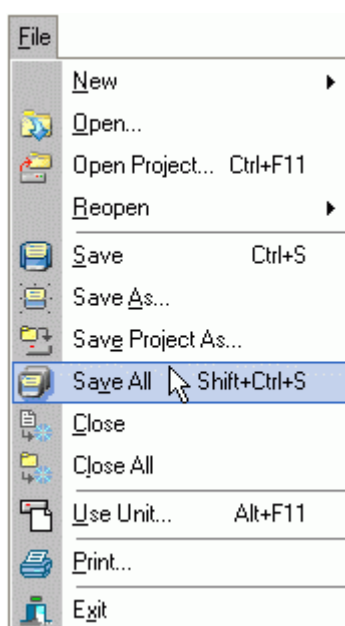 File
New
Open...
Open Project... Ctrl+F11
Reopen
Save Ctrl+S
Save As...
Save Project As...
Save All Shift+Ctrl+S
Close
Close All
Use Unit... Alt+F11
Print...
Exit